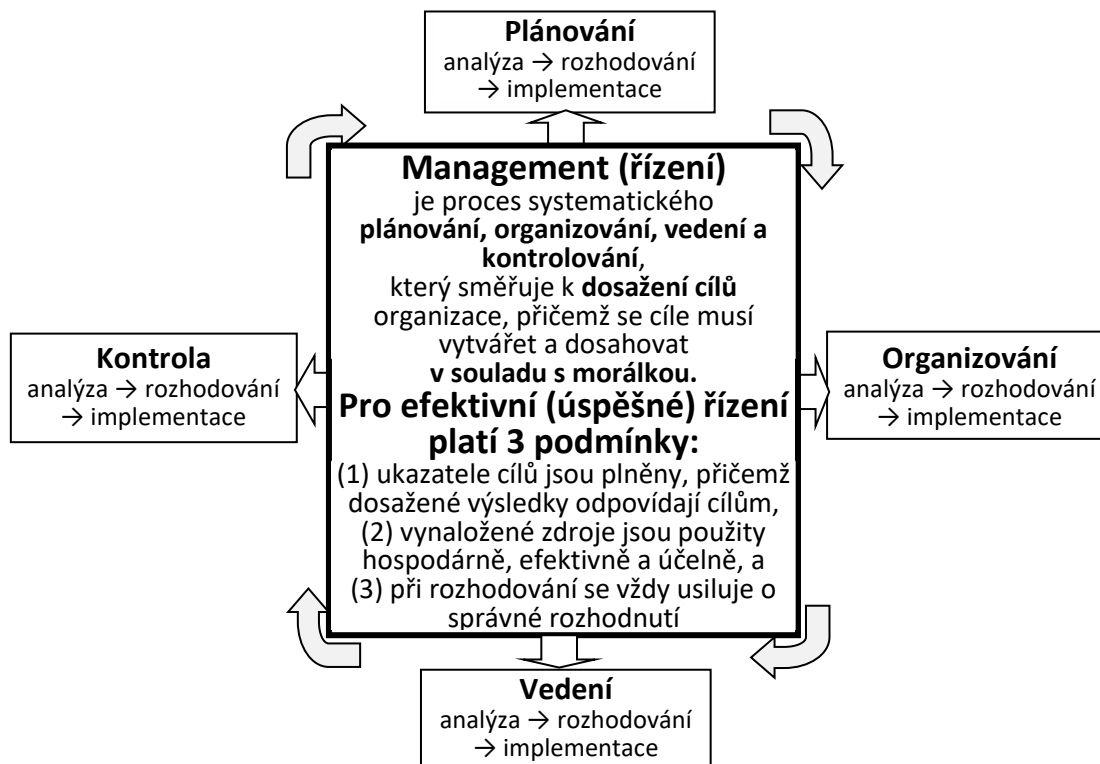 Plánování
analýza → rozhodování
→ implementace
Management (řízení)
je proces systematického
plánování, organizování, vedení a
kontrolování,
který směřuje k dosažení cílů
organizace, přičemž se cíle musí
vytvářet a dosahovat
v souladu s morálkou.
Pro efektivní (úspěšné) řízení
platí 3 podmínky:
(1) ukazatele cílů jsou plněny, přičemž
dosažené výsledky odpovídají cílům,
(2) vynaložené zdroje jsou použity
hospodárně, efektivně a účelně, a
(3) při rozhodování se vždy usiluje o
správné rozhodnutí
Kontrola
analýza → rozhodování
→ implementace
Organizování
analýza → rozhodování
→ implementace
Vedení
analýza → rozhodování
→ implementace